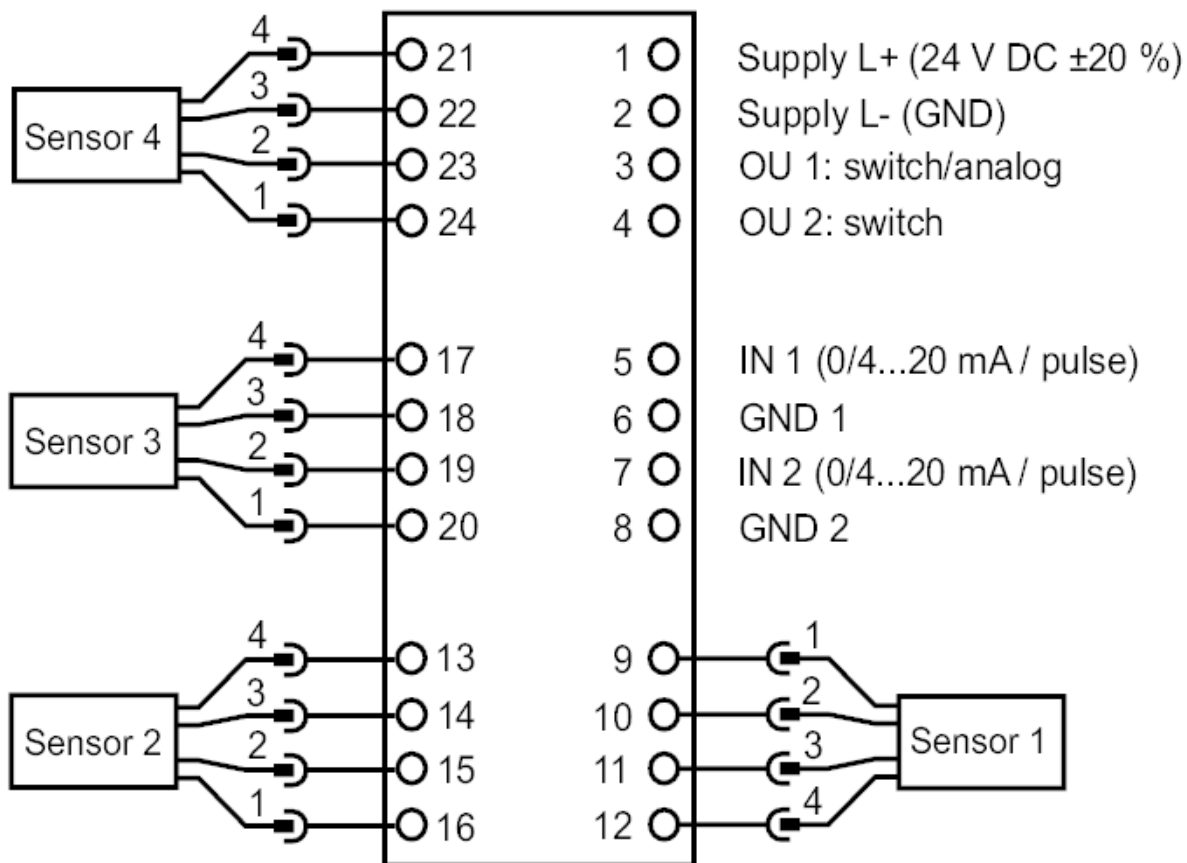 4 21 1 Supply L+ (24 V DC ±20 %)
3 22 2 Supply L- (GND)
Sensor 4
2 23 3 OU 1: switch/analog
1 24 4 OU 2: switch
4 17 5 IN 1 (0/4...20 mA / pulse)
3 18 6 GND 1
Sensor 3
2 19 7 IN 2 (0/4...20 mA / pulse)
1 20 8 GND 2
4 13 9 1
3 14 10 2
Sensor 2 Sensor 1
2 15 11 3
1 16 12 4